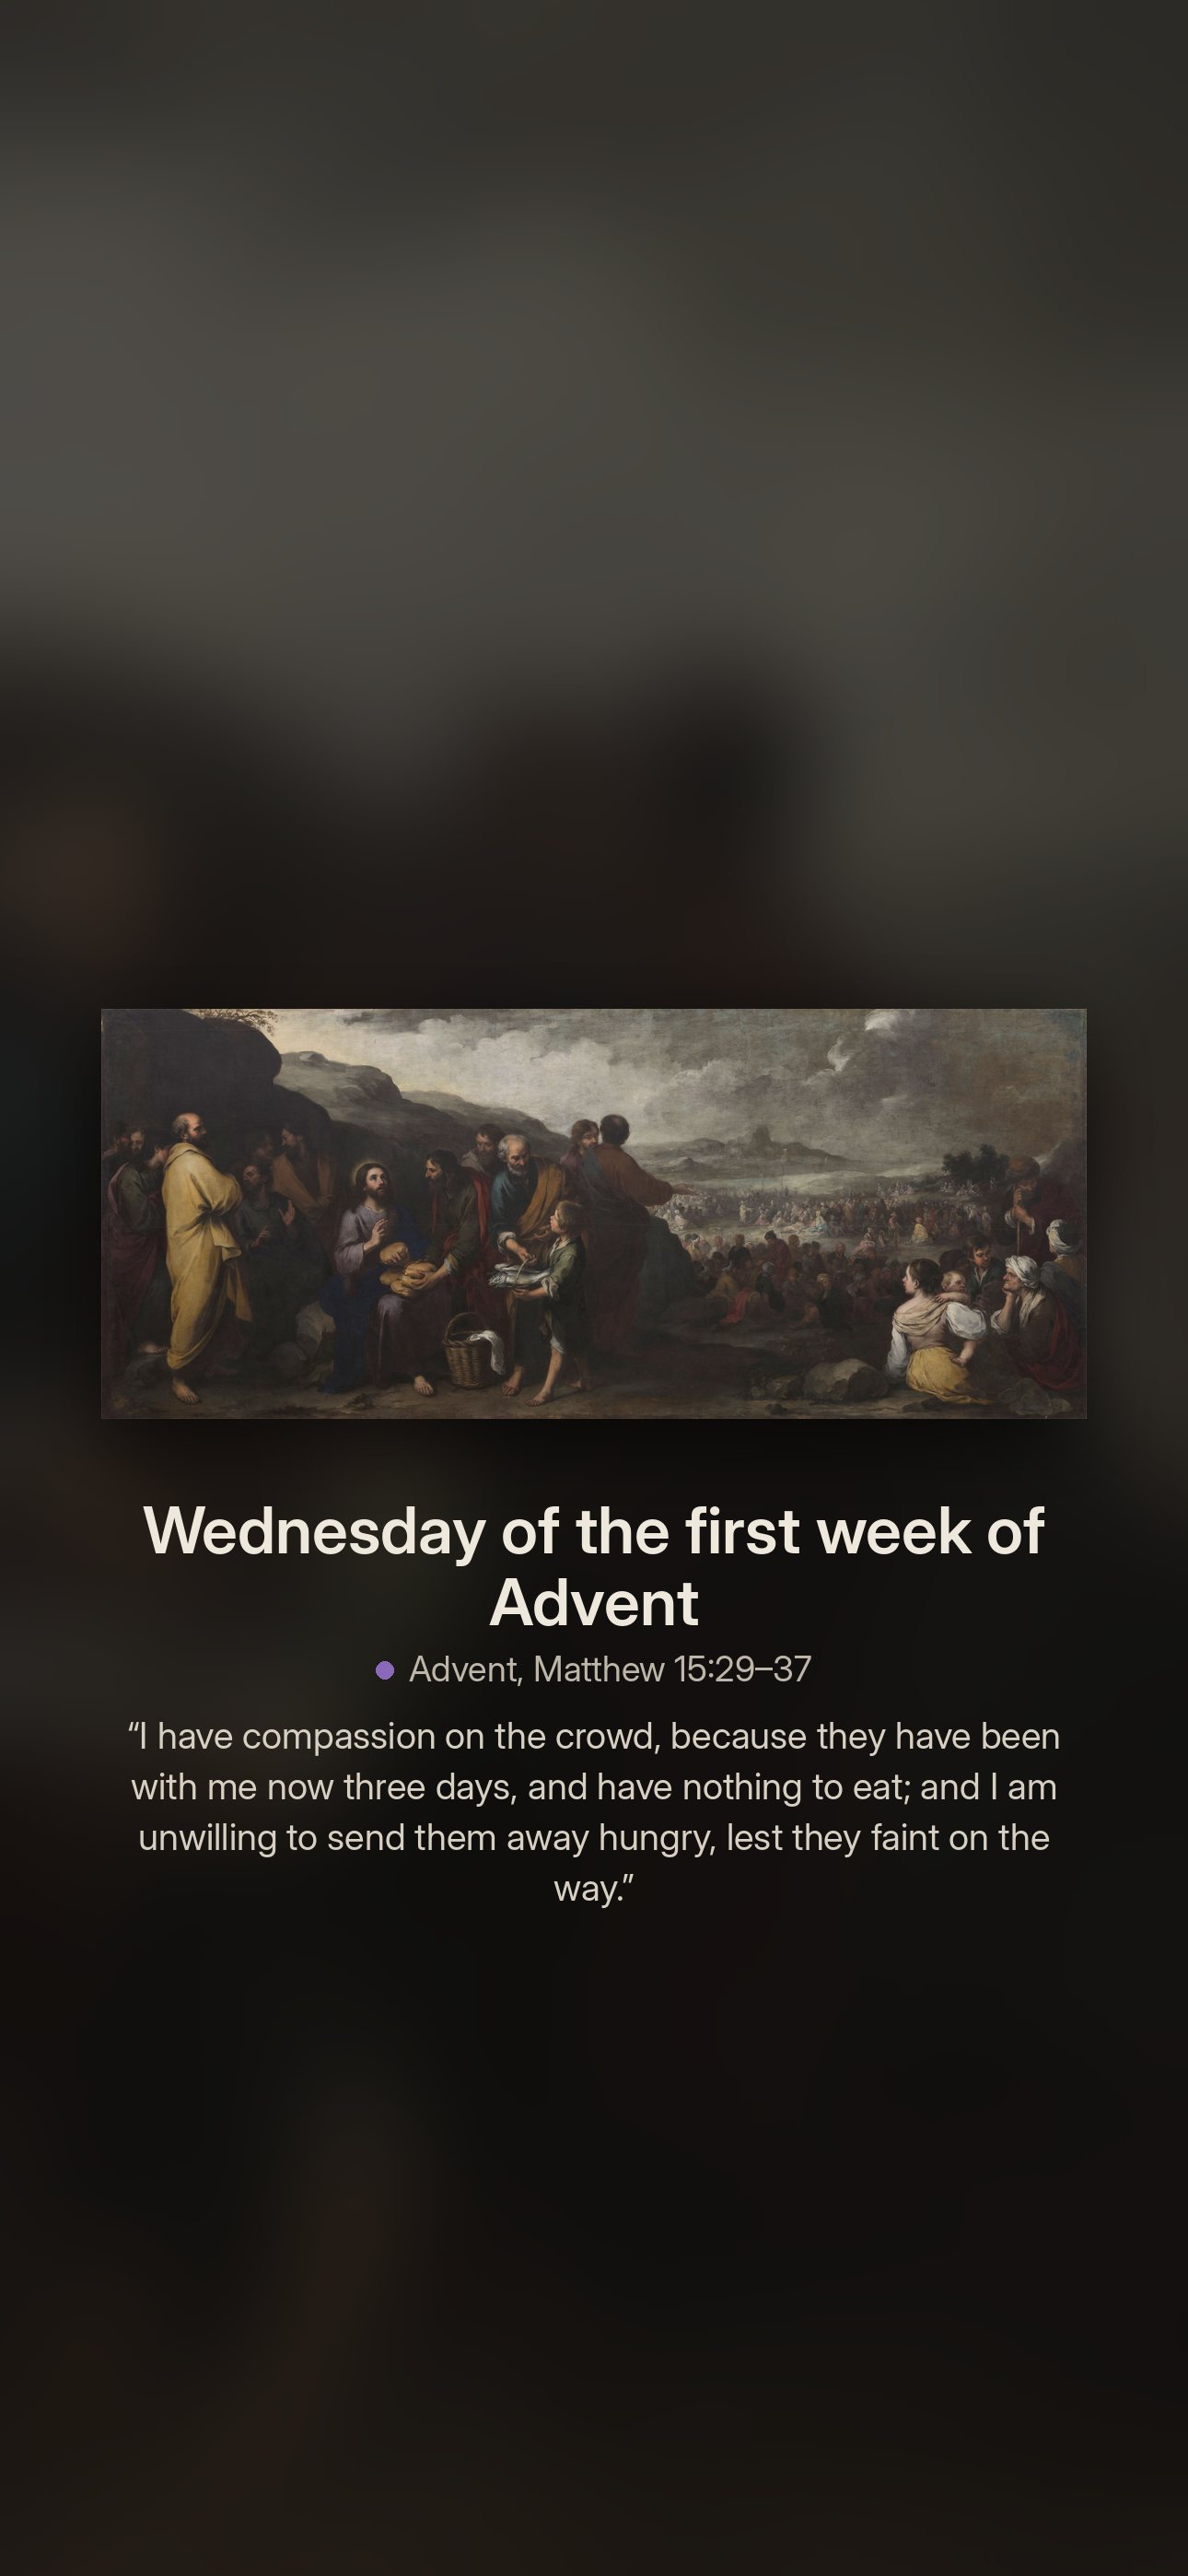 Wednesday of the first week of
Advent
Advent, Matthew 15:29–37
“I have compassion on the crowd, because they have been
with me now three days, and have nothing to eat; and I am
unwilling to send them away hungry, lest they faint on the
way.”